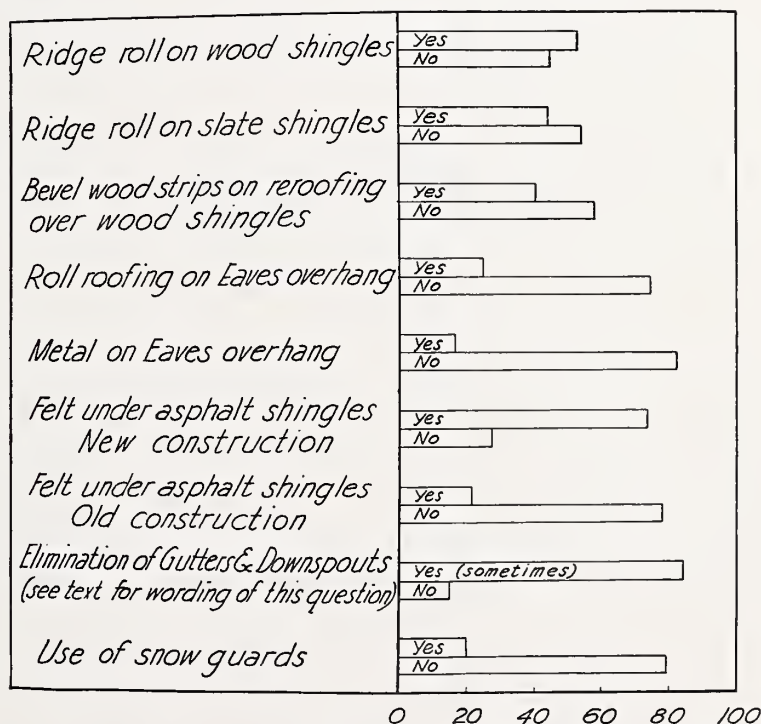 Ridge roll on wood shingles
Yes
No
Ridge roll on slate shingles
Yes
No
Bevel wood strips on reroofing
over wood shingles
Yes
No
Roll roofing on Eaves overhang
Yes
No
Metal on Eaves overhang
Yes
No
Felt under asphalt shingles
New construction
Yes
No
Felt under asphalt shingles
Old construction
Yes
No
Elimination of Gutters & Downspouts
(see text for wording of this question)
Yes (sometimes)
No
Use of snow guards
Yes
No
0 20 40 60 80 100